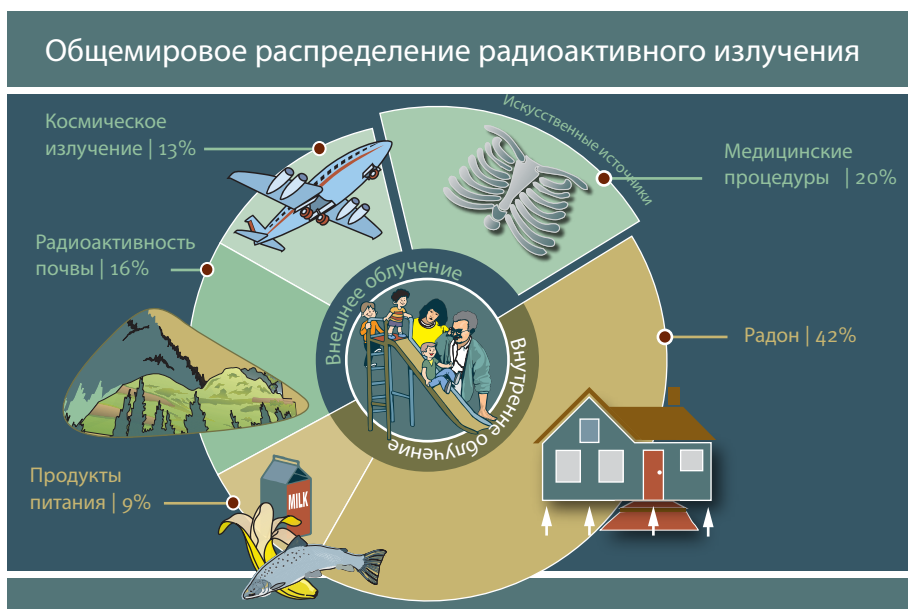 Общемировое распределение радиоактивного излучения
Космическое
излучение | 13%
Искусственные источники
Медицинские
процедуры | 20%
Радиоактивность
почвы | 16%
Внешнее облучение
Радон | 42%
Внутренне облучение
Продукты
питания | 9%
MILK